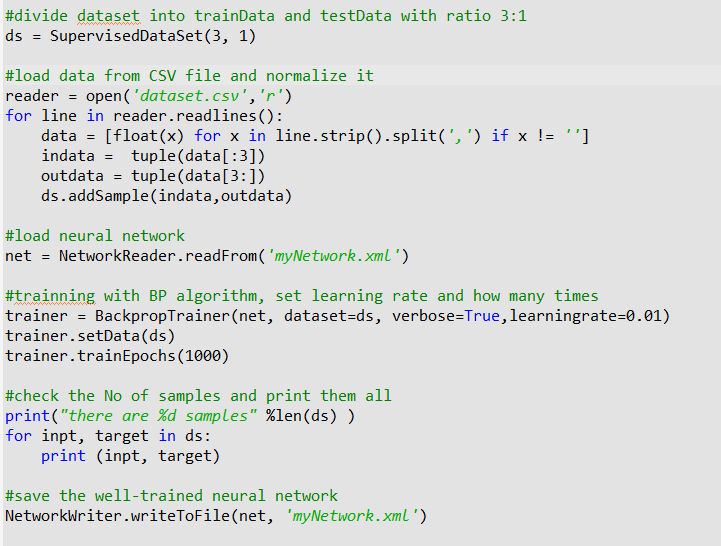 #divide dataset into trainData and testData with ratio 3:1
ds = SupervisedDataSet(3, 1)

#load data from CSV file and normalize it
reader = open('dataset.csv','r')
for line in reader.readlines():
    data = [float(x) for x in line.strip().split(',') if x != '']
    indata =  tuple(data[:3])
    outdata = tuple(data[3:])
    ds.addSample(indata,outdata)

#load neural network
net = NetworkReader.readFrom('myNetwork.xml')

#trainning with BP algorithm, set learning rate and how many times
trainer = BackpropTrainer(net, dataset=ds, verbose=True,learningrate=0.01)
trainer.setData(ds)
trainer.trainEpochs(1000)

#check the No of samples and print them all
print("there are %d samples" %len(ds) )
for inpt, target in ds:
    print (inpt, target)

#save the well-trained neural network
NetworkWriter.writeToFile(net, 'myNetwork.xml')